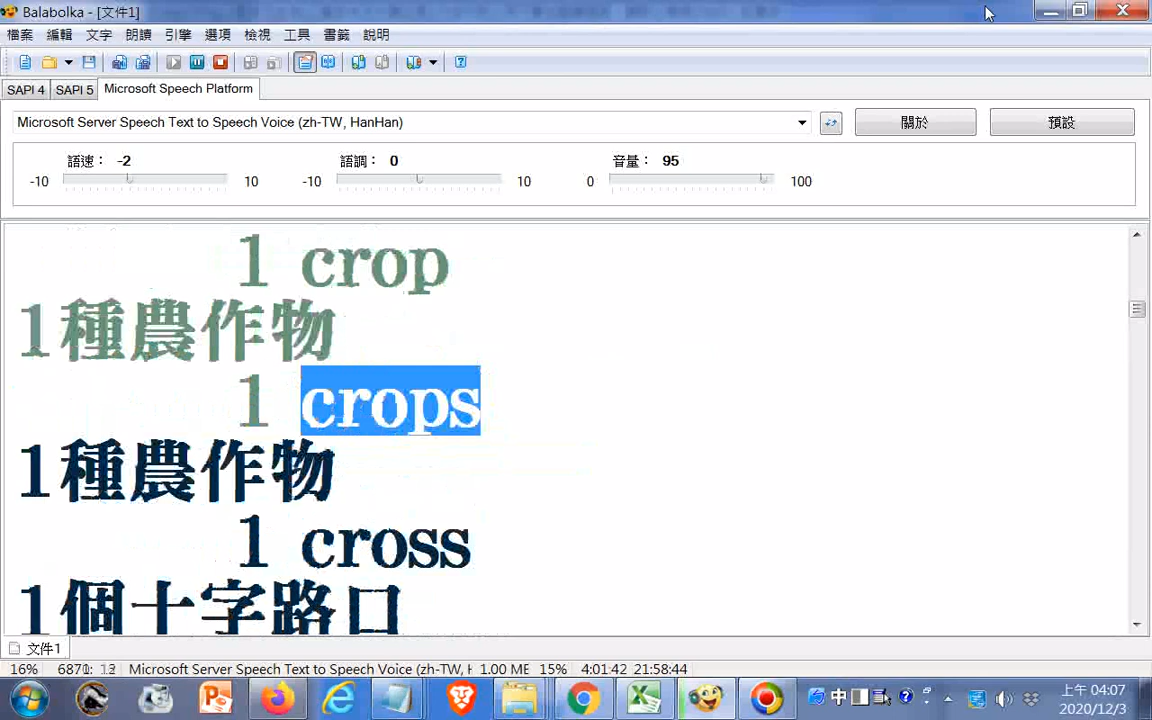 Balabolka - [文件1]
檔案 編輯 文字 朗讀 引擎 選項 檢視 工具 書籤 說明
SAPI 4 SAPI 5 Microsoft Speech Platform
Microsoft Server Speech Text to Speech Voice (zh-TW, HanHan)
關於 預設
語速： -2 語調： 0 音量： 95
-10 10 -10 10 0 100
1 crop
1種農作物
1 crops
1種農作物
1 cross
1個十字路口
文件1
16% Microsoft Server Speech Text to Speech Voice (zh-TW, H 1.00 ME 15% 4:01:42 21:58:44
中
上午 04:07
2020/12/3